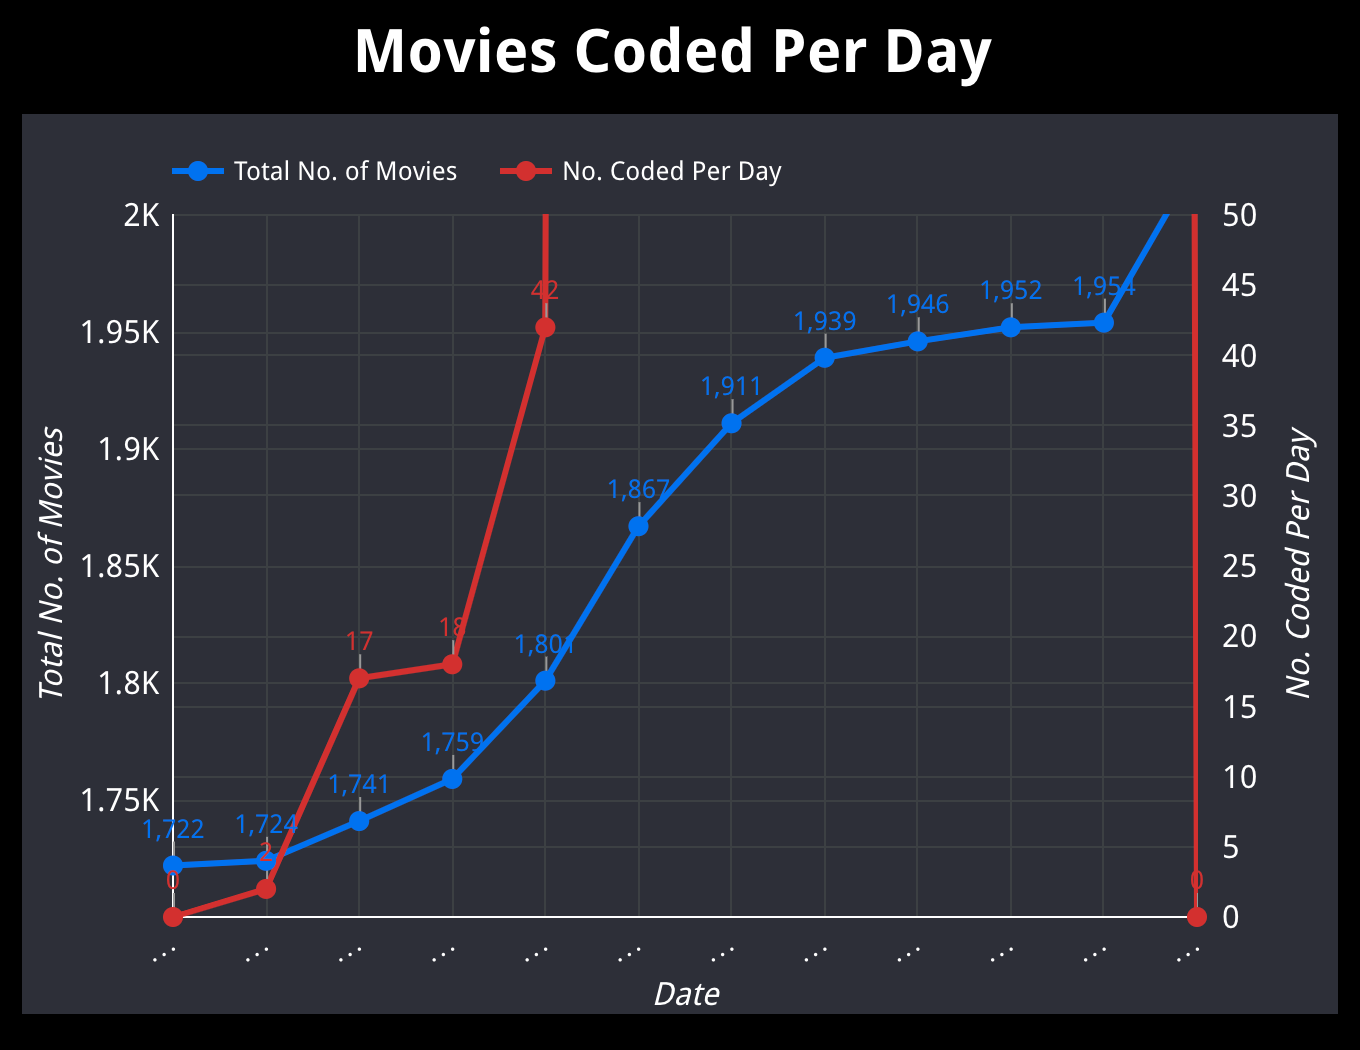 Movies Coded Per Day
Total No. of Movies No. Coded Per Day
2K
1.95K
1.9K
1.85K
1.8K
1.75K
Total No. of Movies
50
45
40
35
30
25
20
15
10
5
0
No. Coded Per Day
1,722
1,724
1,741
1,759
1,801
1,867
1,911
1,939
1,946
1,952
1,954
0
2
17
18
42
0
... ... ... ... ... ... ... ... ... ... ... ...
Date